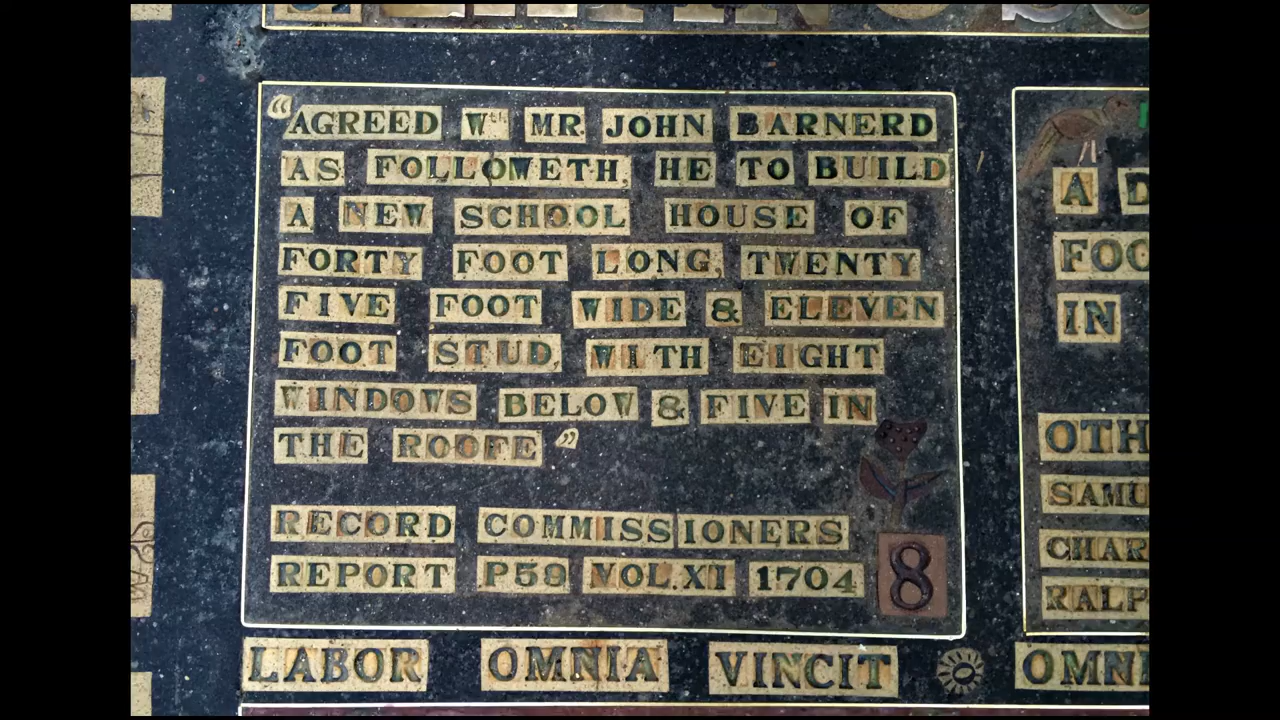 “AGREED Wth MR. JOHN BARNERD
AS FOLLOWETH, HE TO BUILD
A NEW SCHOOL HOUSE OF
FORTY FOOT LONG, TWENTY
FIVE FOOT WIDE & ELEVEN
FOOT STUD, WITH EIGHT
WINDOWS BELOW & FIVE IN
THE ROOFE”
RECORD COMMISSIONERS
REPORT P59 VOL.XI 1704
8
LABOR OMNIA VINCIT
A
IN